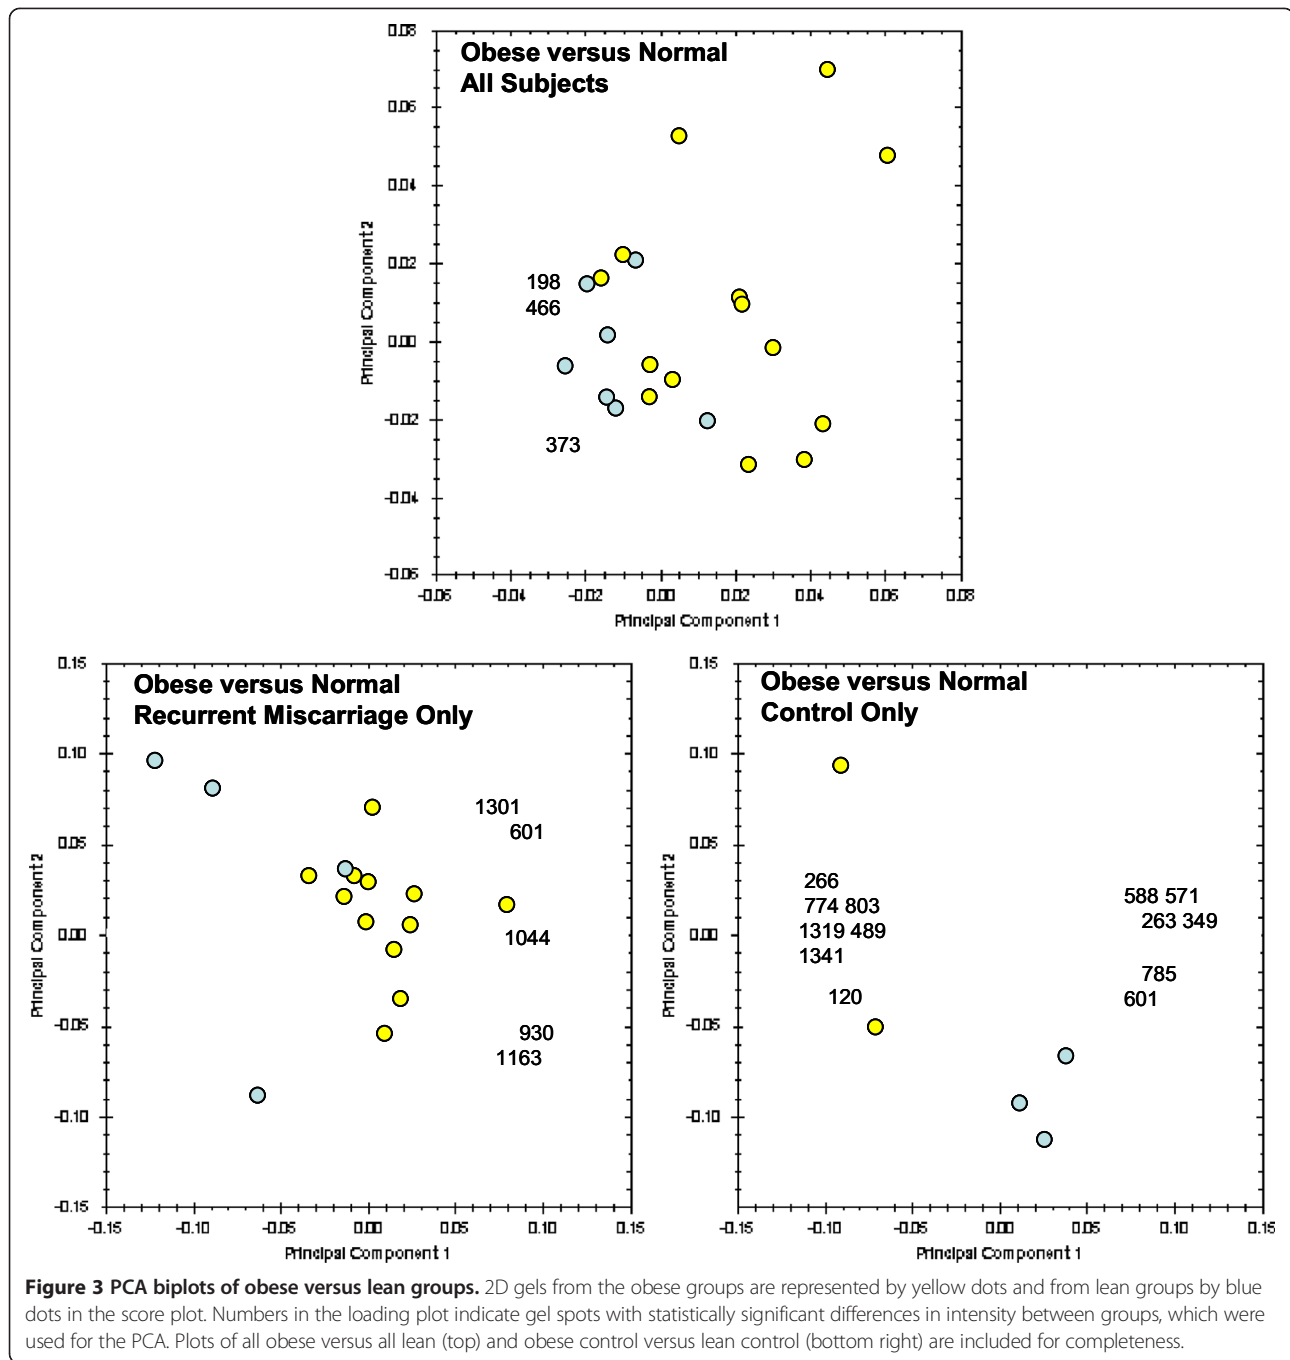 Obese versus Normal
All Subjects
0.08
0.06
0.04
0.02
0.00
-0.02
-0.04
-0.06
Principal Component 2
198
466
373
-0.06 -0.04 -0.02 0.00 0.02 0.04 0.06 0.08
Principal Component 1
Obese versus Normal
Recurrent Miscarriage Only
0.15
0.10
0.05
0.00
-0.05
-0.10
-0.15
Principal Component 2
1301
601
1044
930
1163
-0.15 -0.10 -0.05 0.00 0.05 0.10 0.15
Principal Component 1
Obese versus Normal
Control Only
0.15
0.10
0.05
0.00
-0.05
-0.10
-0.15
Principal Component 2
266
774 803
1319 489
1341
120
588 571
263 349
785
601
-0.15 -0.10 -0.05 0.00 0.05 0.10 0.15
Principal Component 1
Figure 3 PCA biplots of obese versus lean groups. 2D gels from the obese groups are represented by yellow dots and from lean groups by blue
dots in the score plot. Numbers in the loading plot indicate gel spots with statistically significant differences in intensity between groups, which were
used for the PCA. Plots of all obese versus all lean (top) and obese control versus lean control (bottom right) are included for completeness.